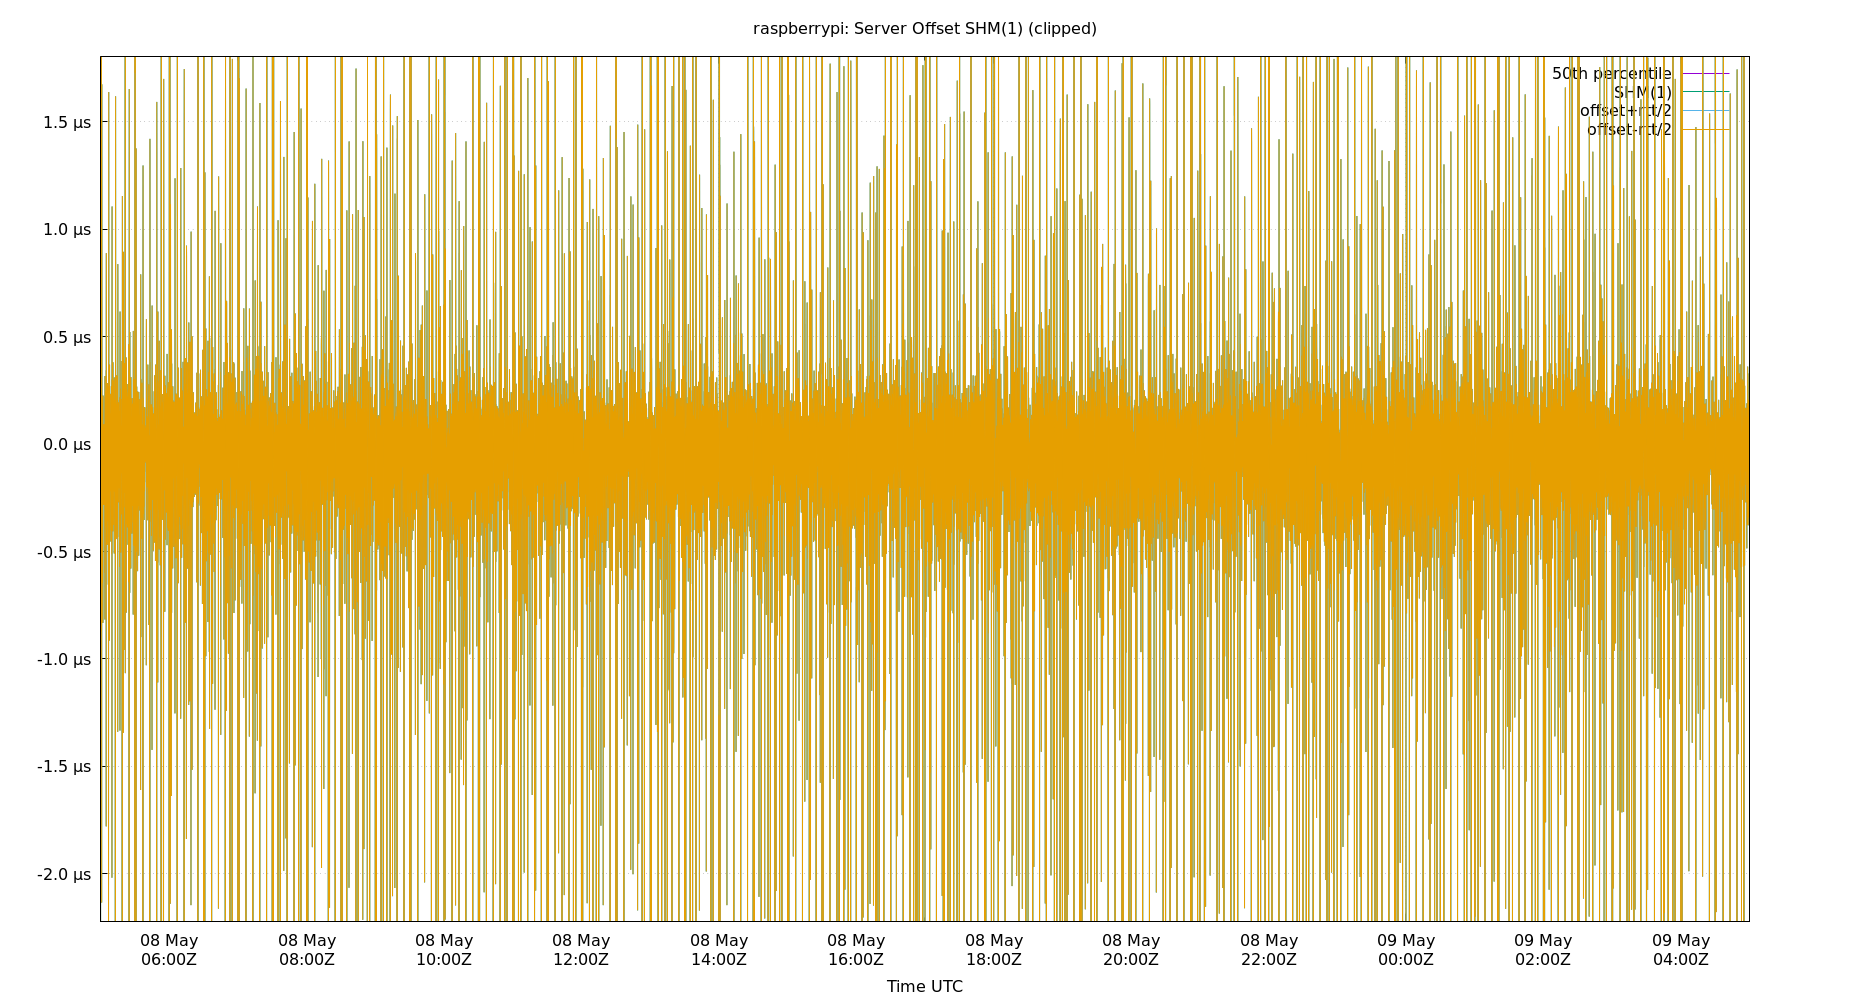 raspberrypi: Server Offset SHM(1) (clipped)
50th percentile
SHM(1)
offset+rtt/2
offset-rtt/2
1.5 µs
1.0 µs
0.5 µs
0.0 µs
-0.5 µs
-1.0 µs
-1.5 µs
-2.0 µs
08 May 08 May 08 May 08 May 08 May 08 May 08 May 08 May 08 May 09 May 09 May 09 May
06:00Z 08:00Z 10:00Z 12:00Z 14:00Z 16:00Z 18:00Z 20:00Z 22:00Z 00:00Z 02:00Z 04:00Z
Time UTC